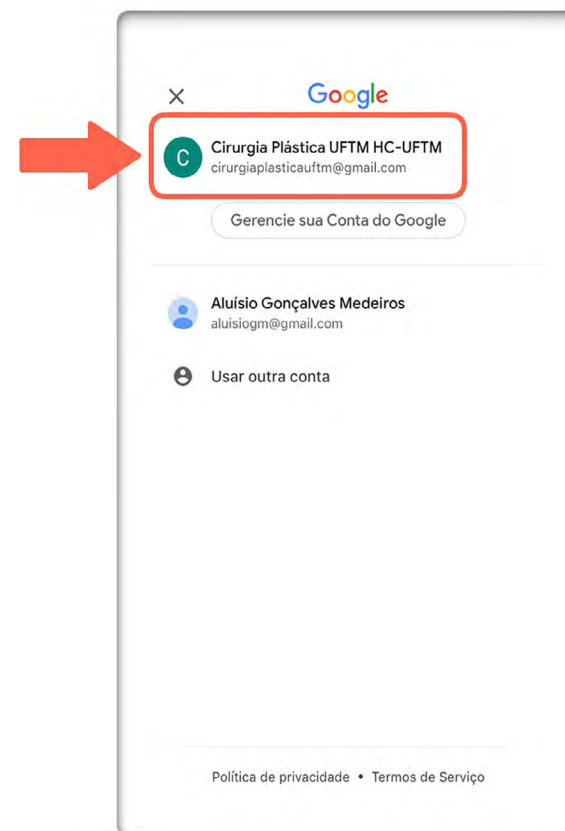 Google
C
Cirurgia Plástica UFTM HC-UFTM
cirurgiaplasticauftm@gmail.com
Gerencie sua Conta do Google
Aluísio Gonçalves Medeiros
aluisiogm@gmail.com
Usar outra conta
Política de privacidade • Termos de Serviço